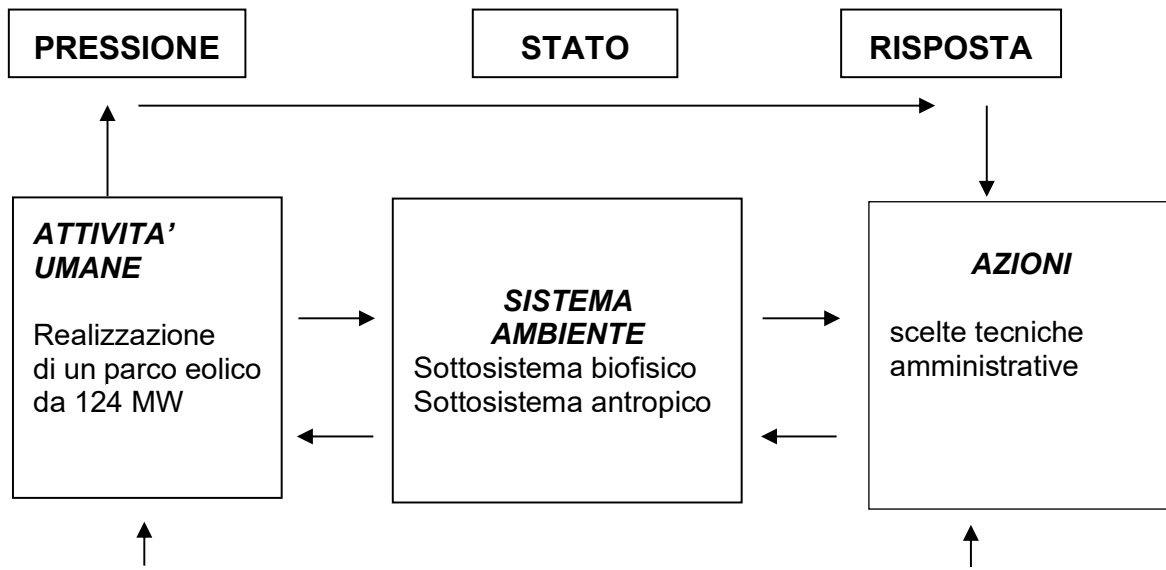 PRESSIONE
STATO
RISPOSTA
ATTIVITA’
UMANE
Realizzazione
di un parco eolico
da 124 MW
SISTEMA
AMBIENTE
Sottosistema biofisico
Sottosistema antropico
AZIONI
scelte tecniche
amministrative